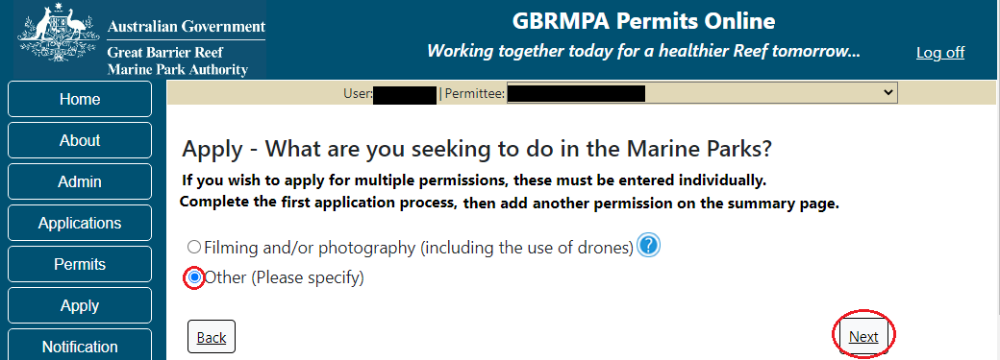 Australian Government
Great Barrier Reef
Marine Park Authority
GBRMPA Permits Online
Working together today for a healthier Reef tomorrow...
Log off
User: | Permittee:
Home
About
Admin
Applications
Permits
Apply
Notification
Apply - What are you seeking to do in the Marine Parks?
If you wish to apply for multiple permissions, these must be entered individually.
Complete the first application process, then add another permission on the summary page.
Filming and/or photography (including the use of drones) ?
Other (Please specify)
Back
Next